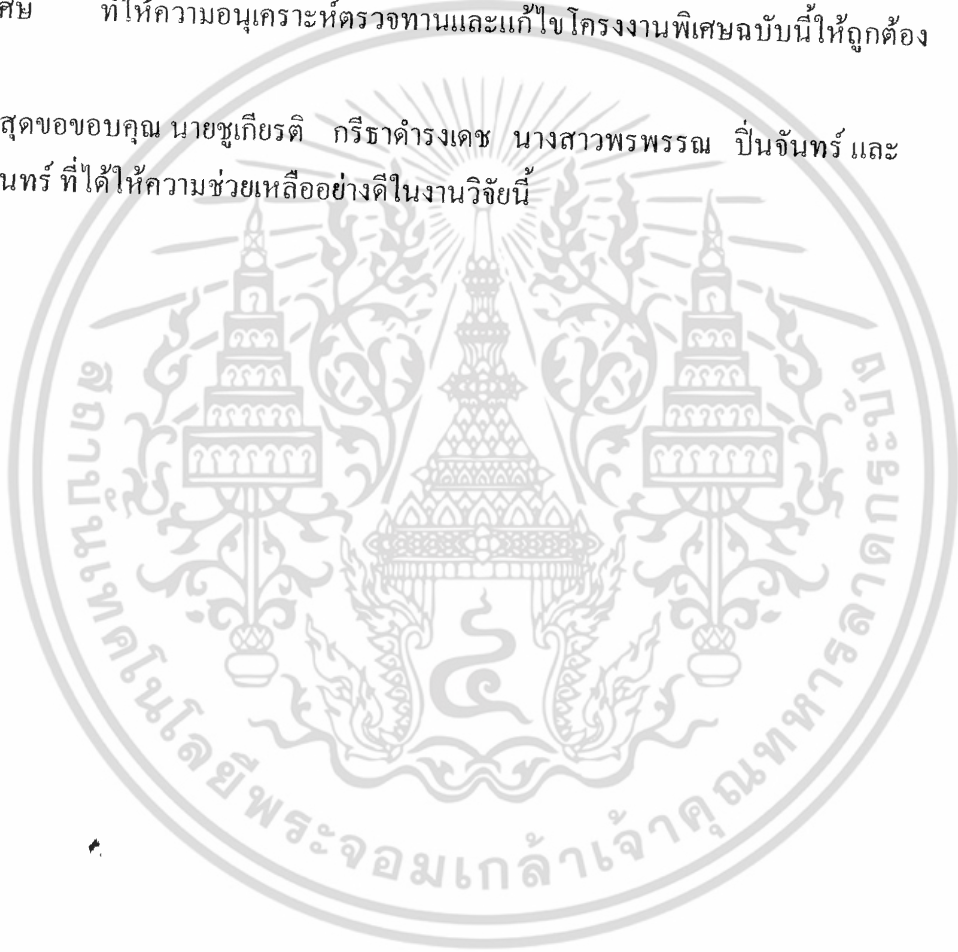 ที่ให้ความอนุเคราะห์ตรวจทานและแก้ไขโครงงานพิเศษฉบับนี้ให้ถูกต้อง
สุดขอขอบคุณ นายชูเกียรติ กรีธาดำรงเดช นางสาวพรพรรณ ปิ่นจันทร์ และ
นทร์ ที่ได้ให้ความช่วยเหลืออย่างดีในงานวิจัยนี้
สถาบันเทคโนโลยีพระจอมเกล้าเจ้าคุณทหารลาดกระบัง
๔